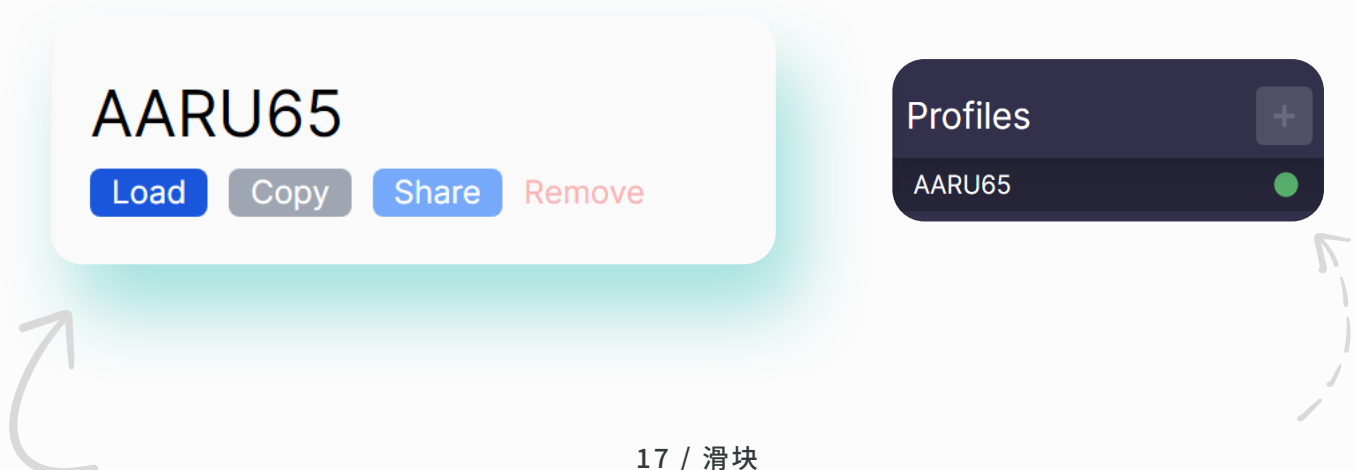 AARU65
Load Copy Share Remove
Profiles +
AARU65
17 / 滑块